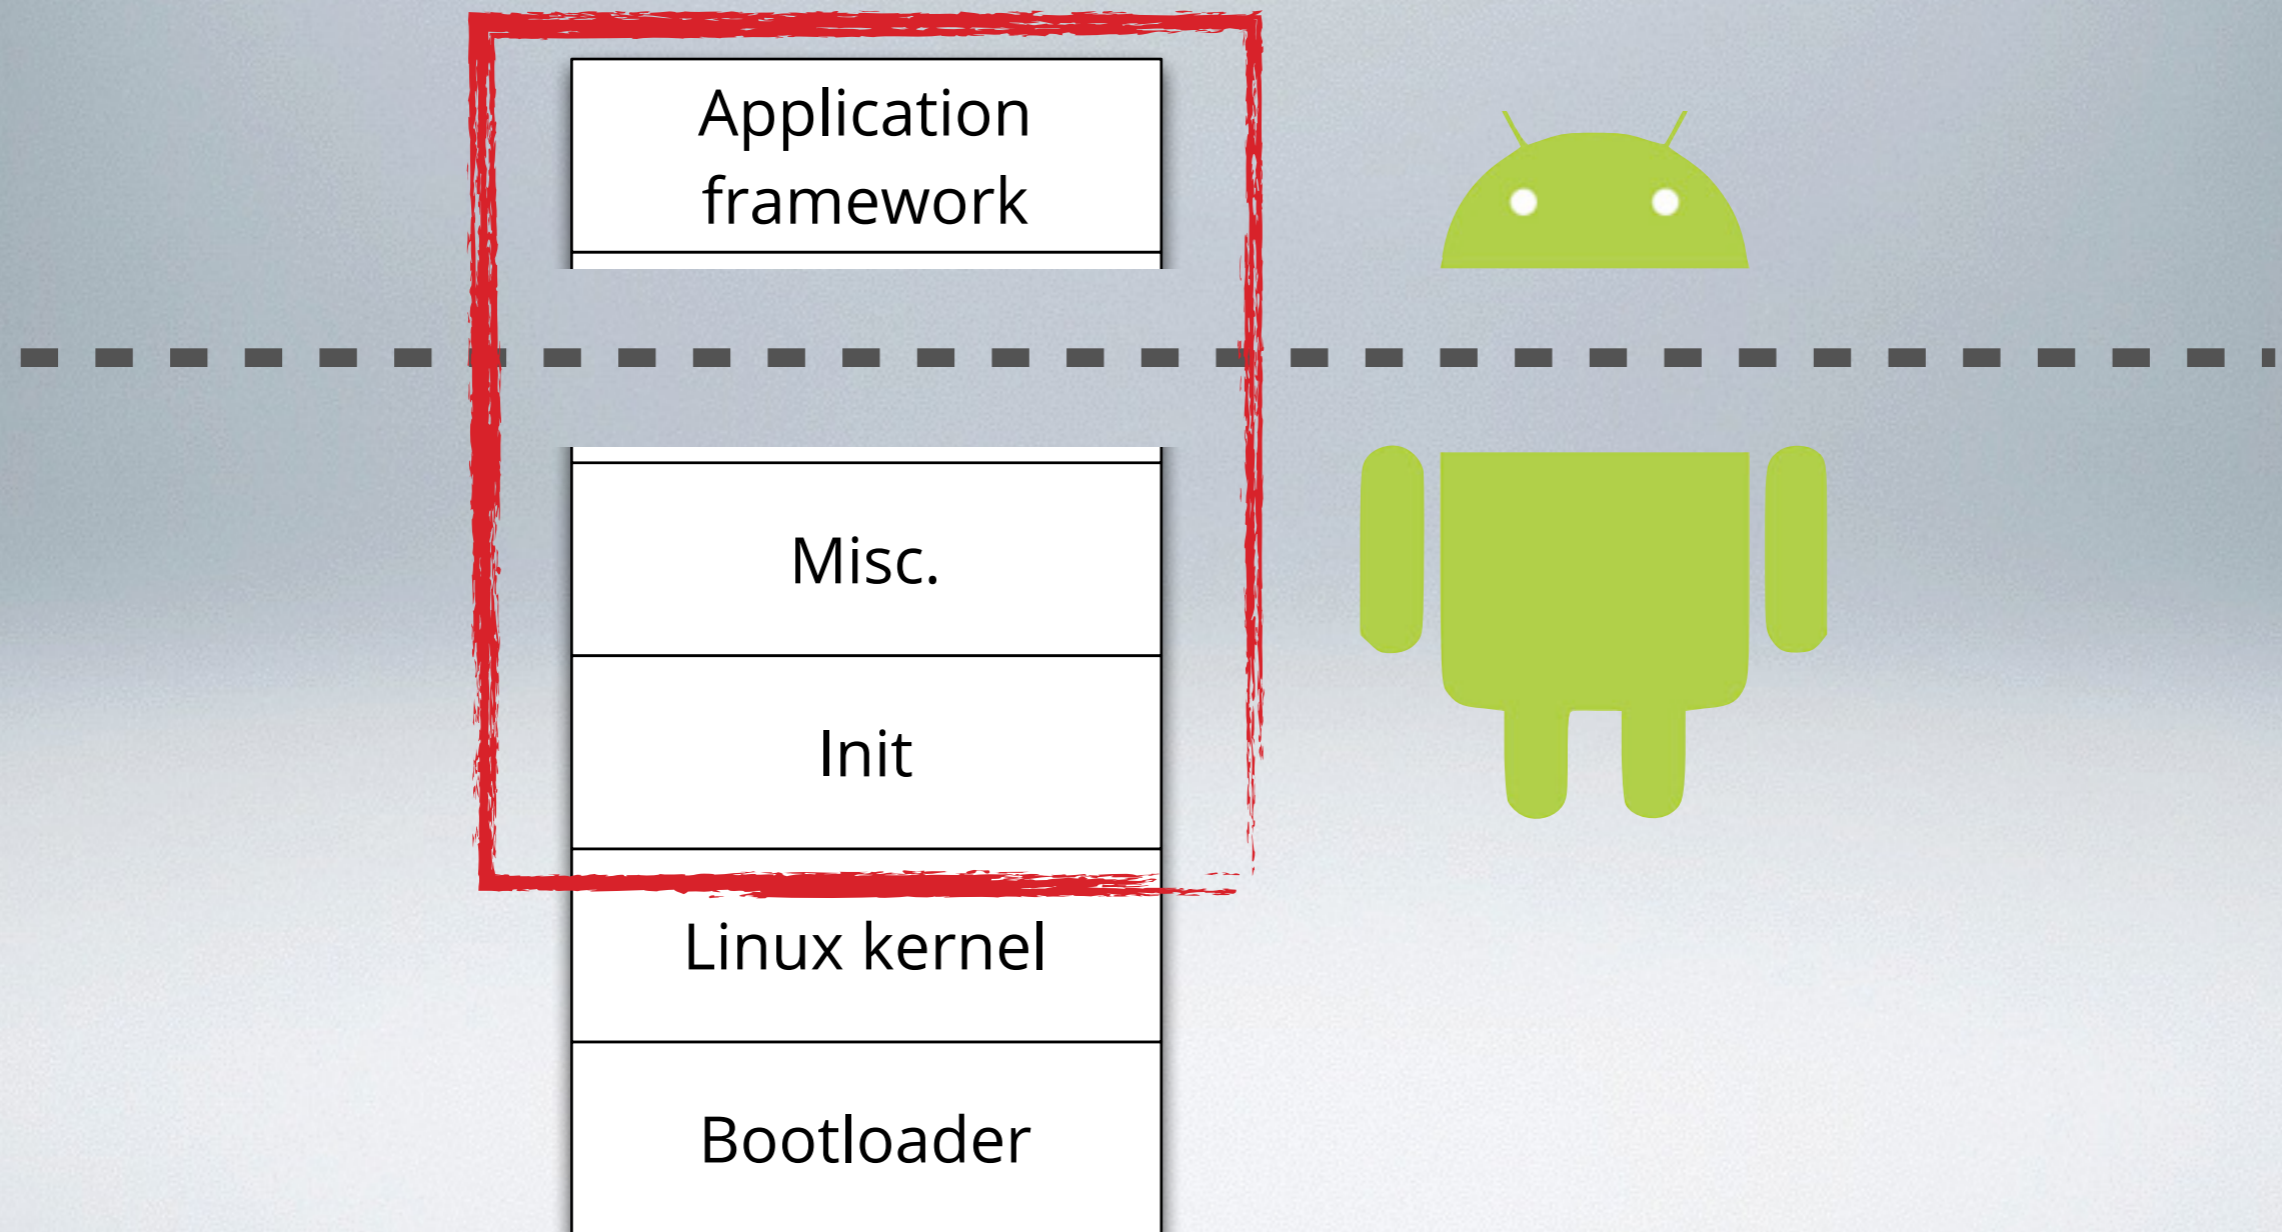 Application
framework
Misc.
Init
Linux kernel
Bootloader